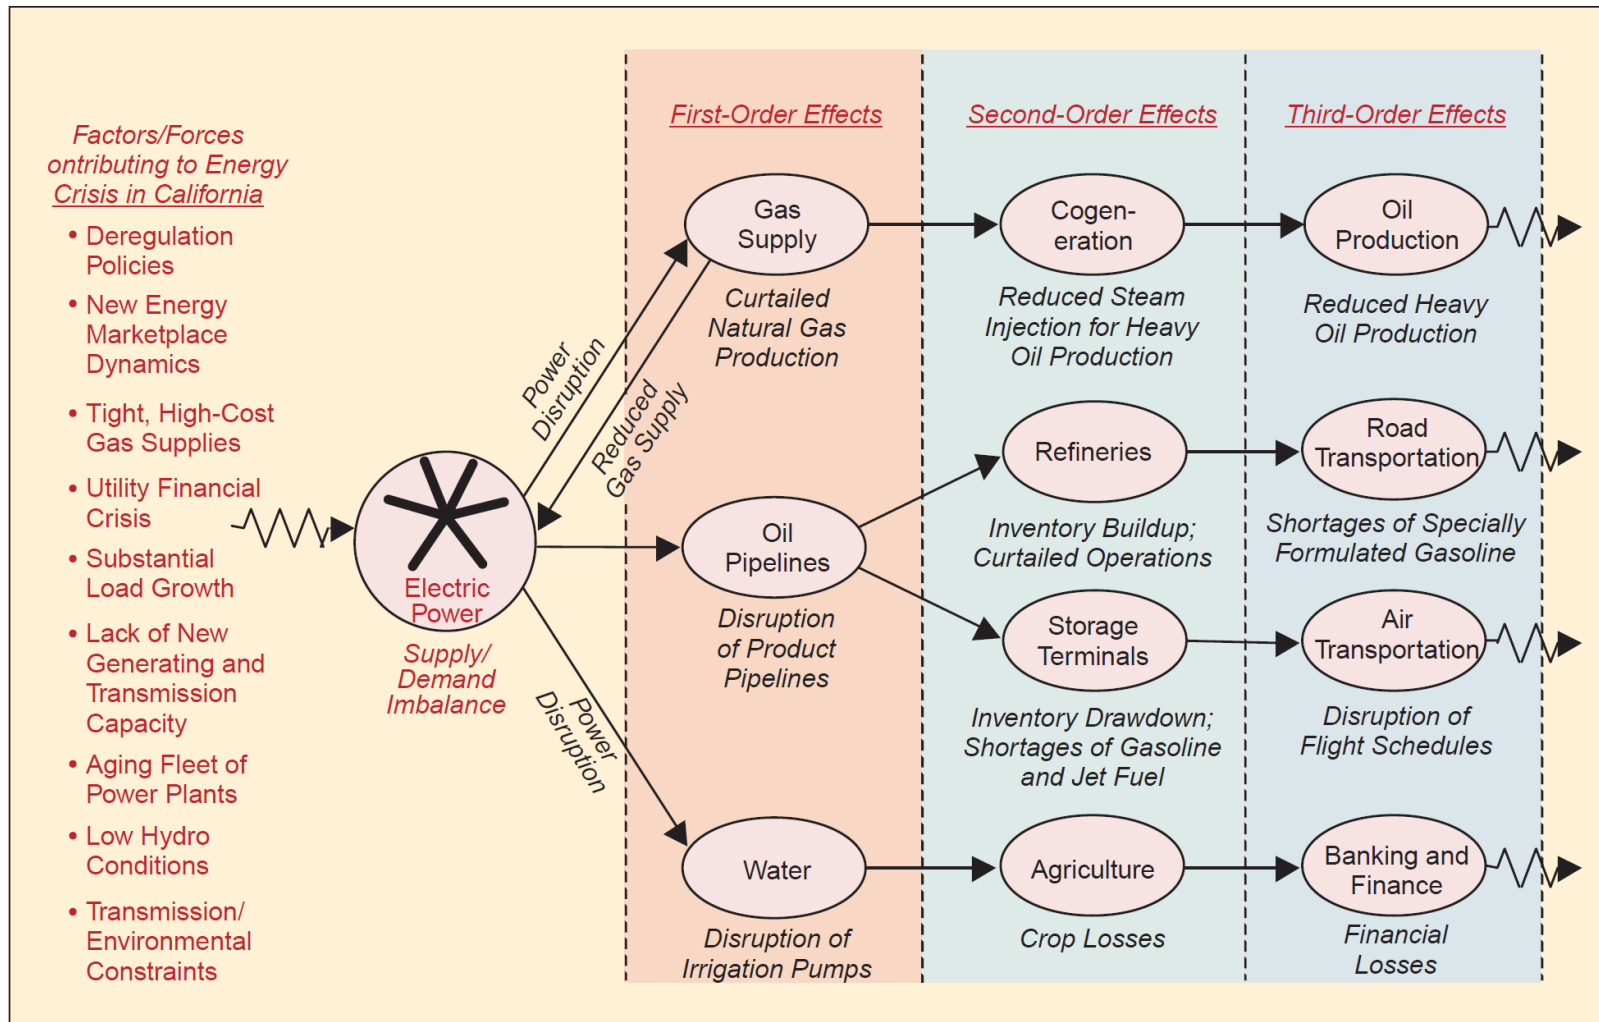 Factors/Forces
ontributing to Energy
Crisis in California
• Deregulation
Policies
• New Energy
Marketplace
Dynamics
• Tight, High-Cost
Gas Supplies
• Utility Financial
Crisis
• Substantial
Load Growth
• Lack of New
Generating and
Transmission
Capacity
• Aging Fleet of
Power Plants
• Low Hydro
Conditions
• Transmission/
Environmental
Constraints
Electric
Power
Supply/
Demand
Imbalance
Power
Disruption
Reduced
Gas Supply
Power
Disruption
First-Order Effects
Gas
Supply
Curtailed
Natural Gas
Production
Oil
Pipelines
Disruption
of Product
Pipelines
Water
Disruption of
Irrigation Pumps
Second-Order Effects
Cogen-
eration
Reduced Steam
Injection for Heavy
Oil Production
Refineries
Inventory Buildup;
Curtailed Operations
Storage
Terminals
Inventory Drawdown;
Shortages of Gasoline
and Jet Fuel
Agriculture
Crop Losses
Third-Order Effects
Oil
Production
Reduced Heavy
Oil Production
Road
Transportation
Shortages of Specially
Formulated Gasoline
Air
Transportation
Disruption of
Flight Schedules
Banking and
Finance
Financial
Losses